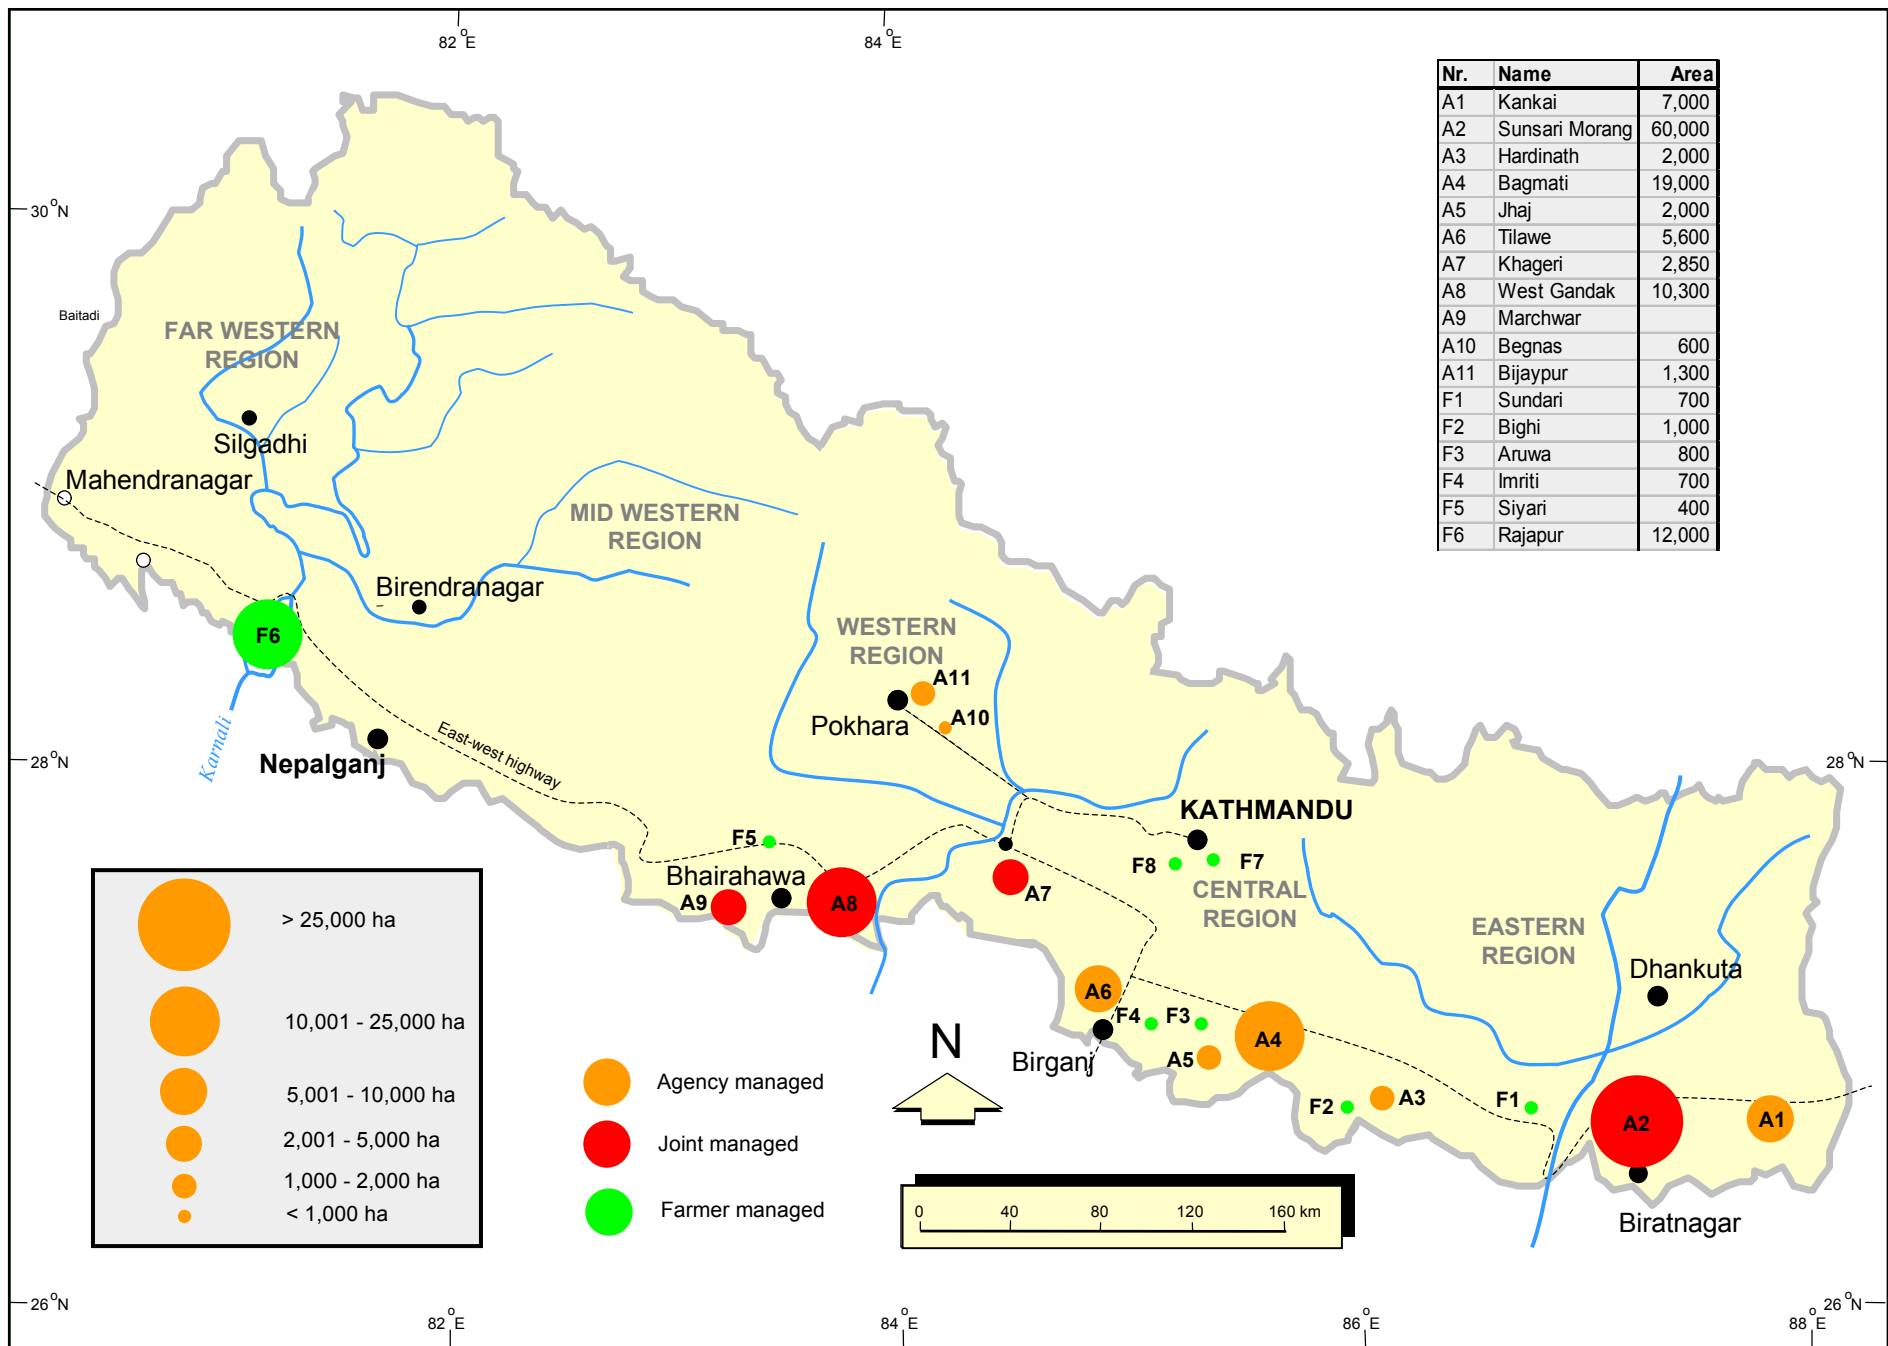 82 °E
84 °E
Nr. Name Area
A1 Kankai 7,000
A2 Sunsari Morang 60,000
A3 Hardinath 2,000
A4 Bagmati 19,000
A5 Jhaj 2,000
A6 Tilawe 5,600
A7 Khageri 2,850
A8 West Gandak 10,300
A9 Marchwar
A10 Begnas 600
A11 Bijaypur 1,300
F1 Sundari 700
F2 Bighi 1,000
F3 Aruwa 800
F4 Imriti 700
F5 Siyari 400
F6 Rajapur 12,000
30°N
Baitadi
FAR WESTERN
REGION
Silgadhi
Mahendranagar
MID WESTERN
REGION
Birendranagar
F6
WESTERN
REGION
A11
A10
Pokhara
Karnali
East-west highway
Nepalganj
28°N
28°N
KATHMANDU
F5
F8
F7
Bhairahawa
A9
A8
A7
CENTRAL
REGION
EASTERN
REGION
Dhankuta
A6
F4
F3
A4
A5
Birganj
F2
A3
F1
A2
A1
Biratnagar
> 25,000 ha
10,001 - 25,000 ha
5,001 - 10,000 ha
2,001 - 5,000 ha
1,000 - 2,000 ha
< 1,000 ha
Agency managed
Joint managed
Farmer managed
N
0 40 80 120 160 km
26°N
26°N
82 °E
84 °E
86 °E
88 °E